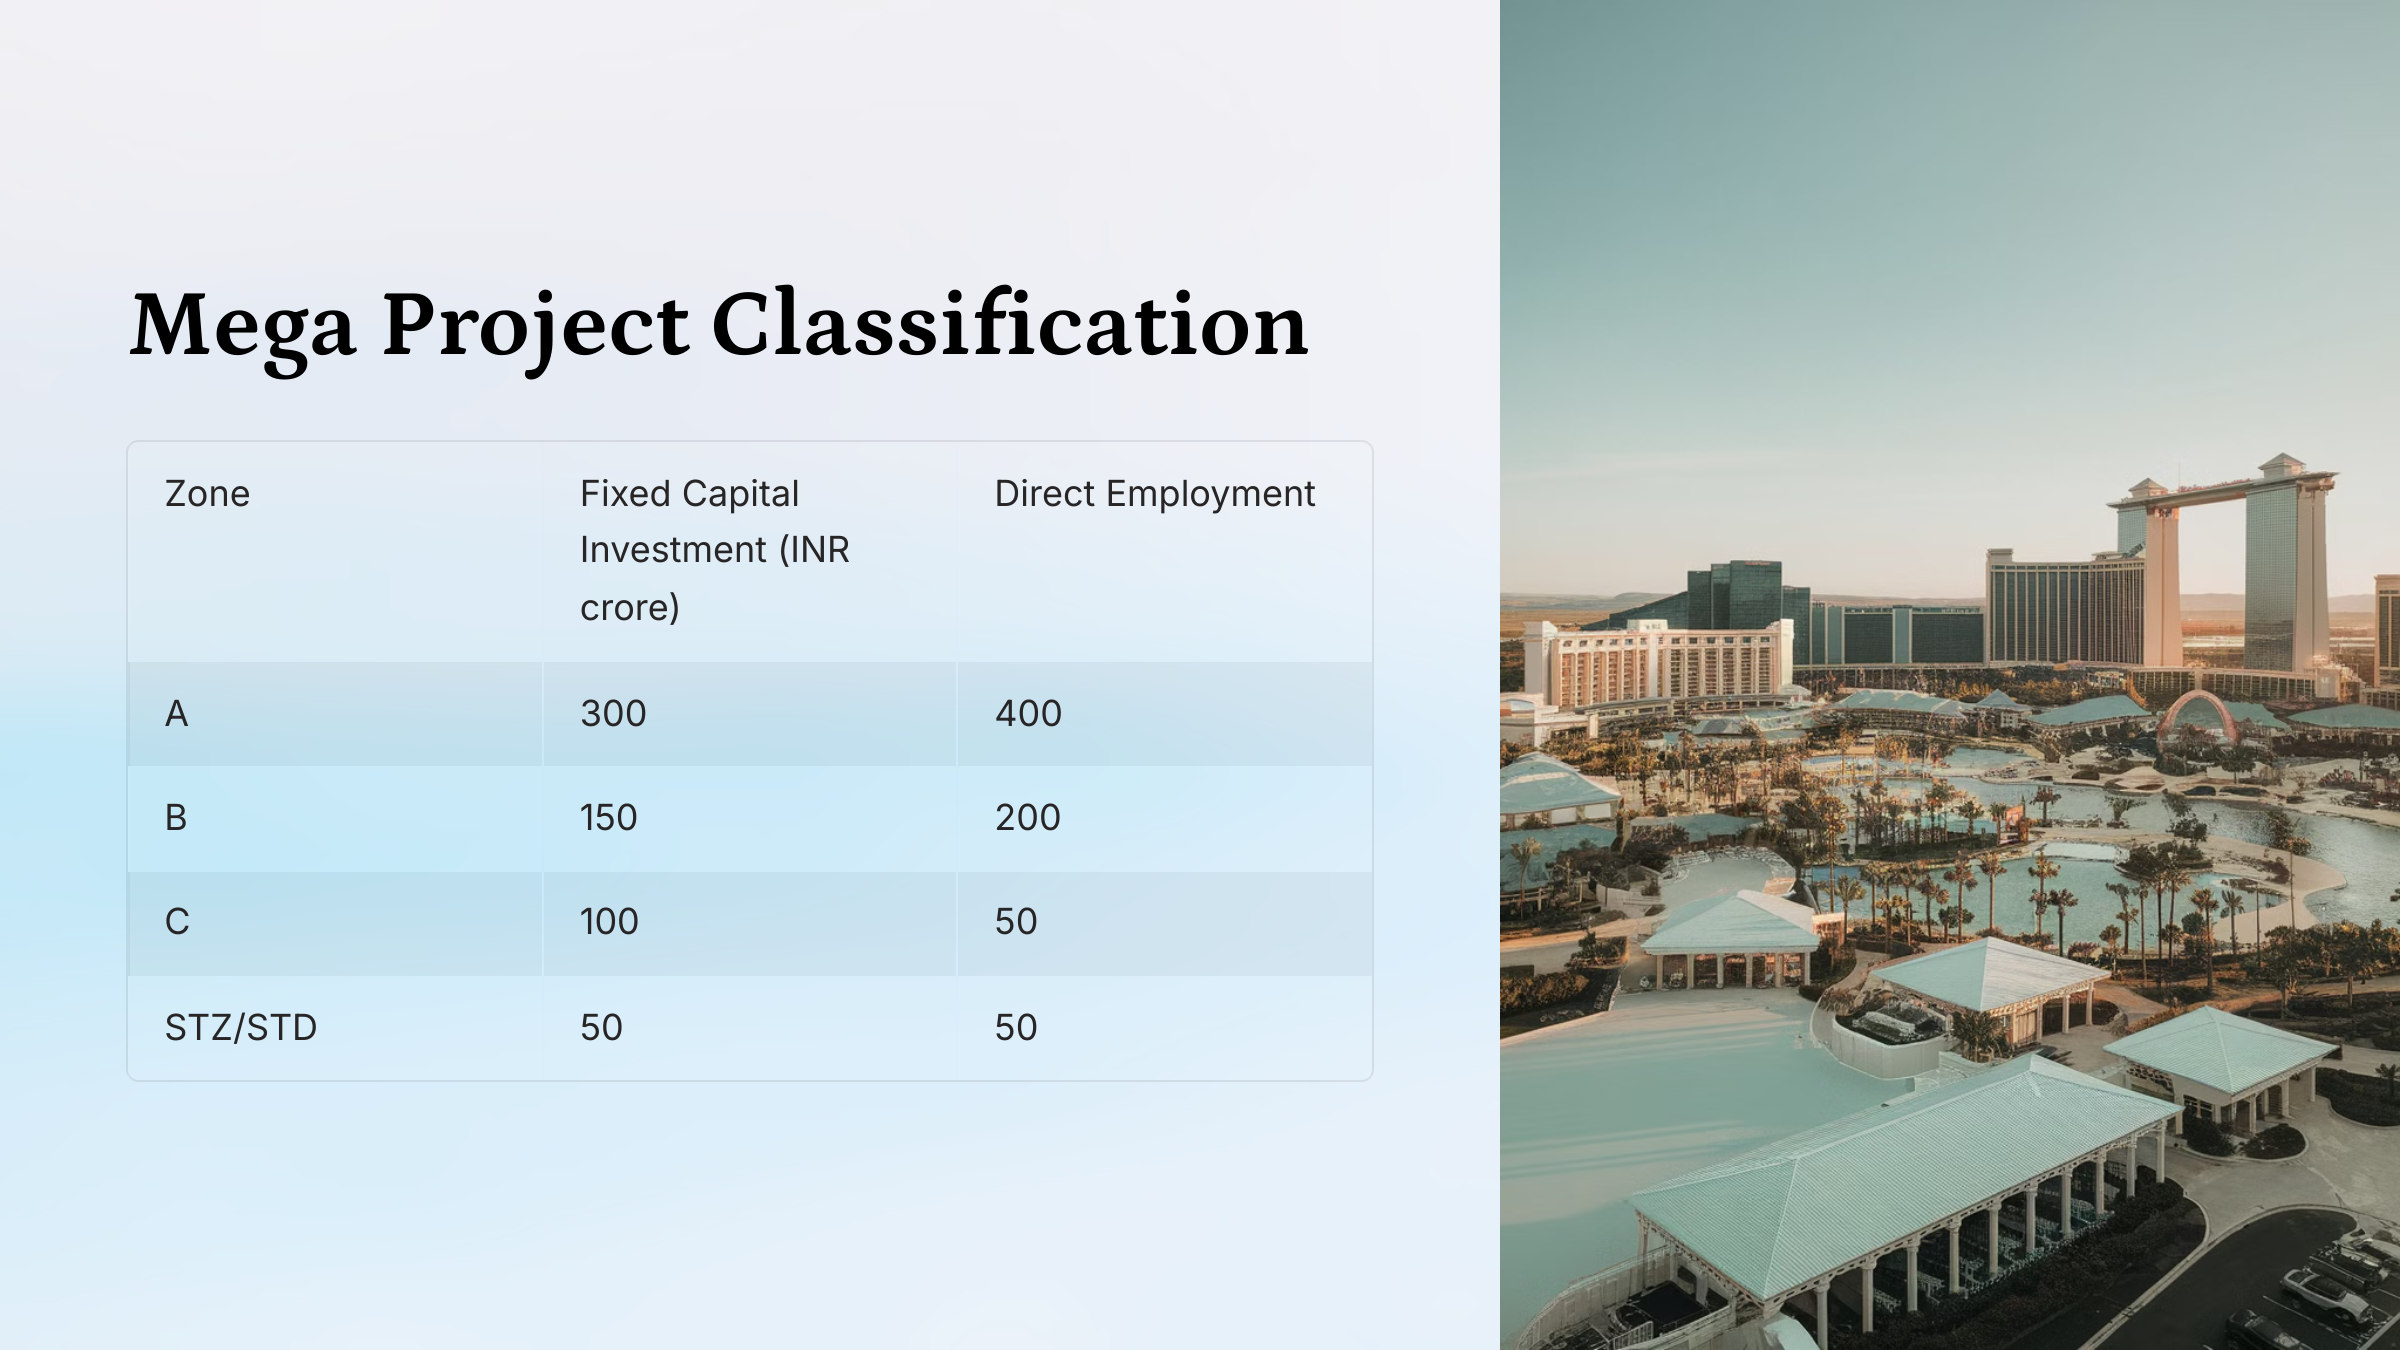 Mega Project Classification
Zone
Fixed Capital
Investment (INR
crore)
Direct Employment
A
300
400
B
150
200
C
100
50
STZ/STD
50
50